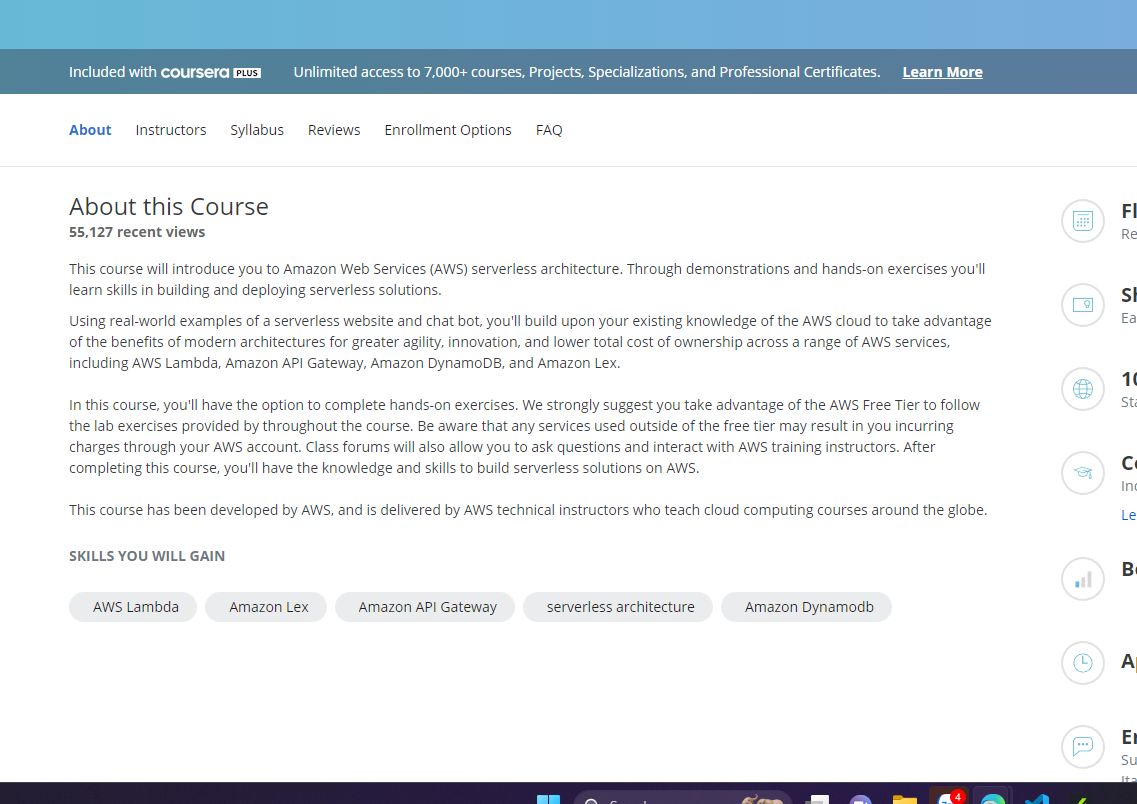 Included with coursera PLUS Unlimited access to 7,000+ courses, Projects, Specializations, and Professional Certificates. Learn More
About Instructors Syllabus Reviews Enrollment Options FAQ
About this Course
55,127 recent views
This course will introduce you to Amazon Web Services (AWS) serverless architecture. Through demonstrations and hands-on exercises you'll
learn skills in building and deploying serverless solutions.
Using real-world examples of a serverless website and chat bot, you'll build upon your existing knowledge of the AWS cloud to take advantage
of the benefits of modern architectures for greater agility, innovation, and lower total cost of ownership across a range of AWS services,
including AWS Lambda, Amazon API Gateway, Amazon DynamoDB, and Amazon Lex.
In this course, you'll have the option to complete hands-on exercises. We strongly suggest you take advantage of the AWS Free Tier to follow
the lab exercises provided by throughout the course. Be aware that any services used outside of the free tier may result in you incurring
charges through your AWS account. Class forums will also allow you to ask questions and interact with AWS training instructors. After
completing this course, you'll have the knowledge and skills to build serverless solutions on AWS.
This course has been developed by AWS, and is delivered by AWS technical instructors who teach cloud computing courses around the globe.
SKILLS YOU WILL GAIN
AWS Lambda Amazon Lex Amazon API Gateway serverless architecture Amazon Dynamodb
Fl
Re
Sh
Ea
10
Sta
Co
Inc
Le
Be
Ap
En
Su
4